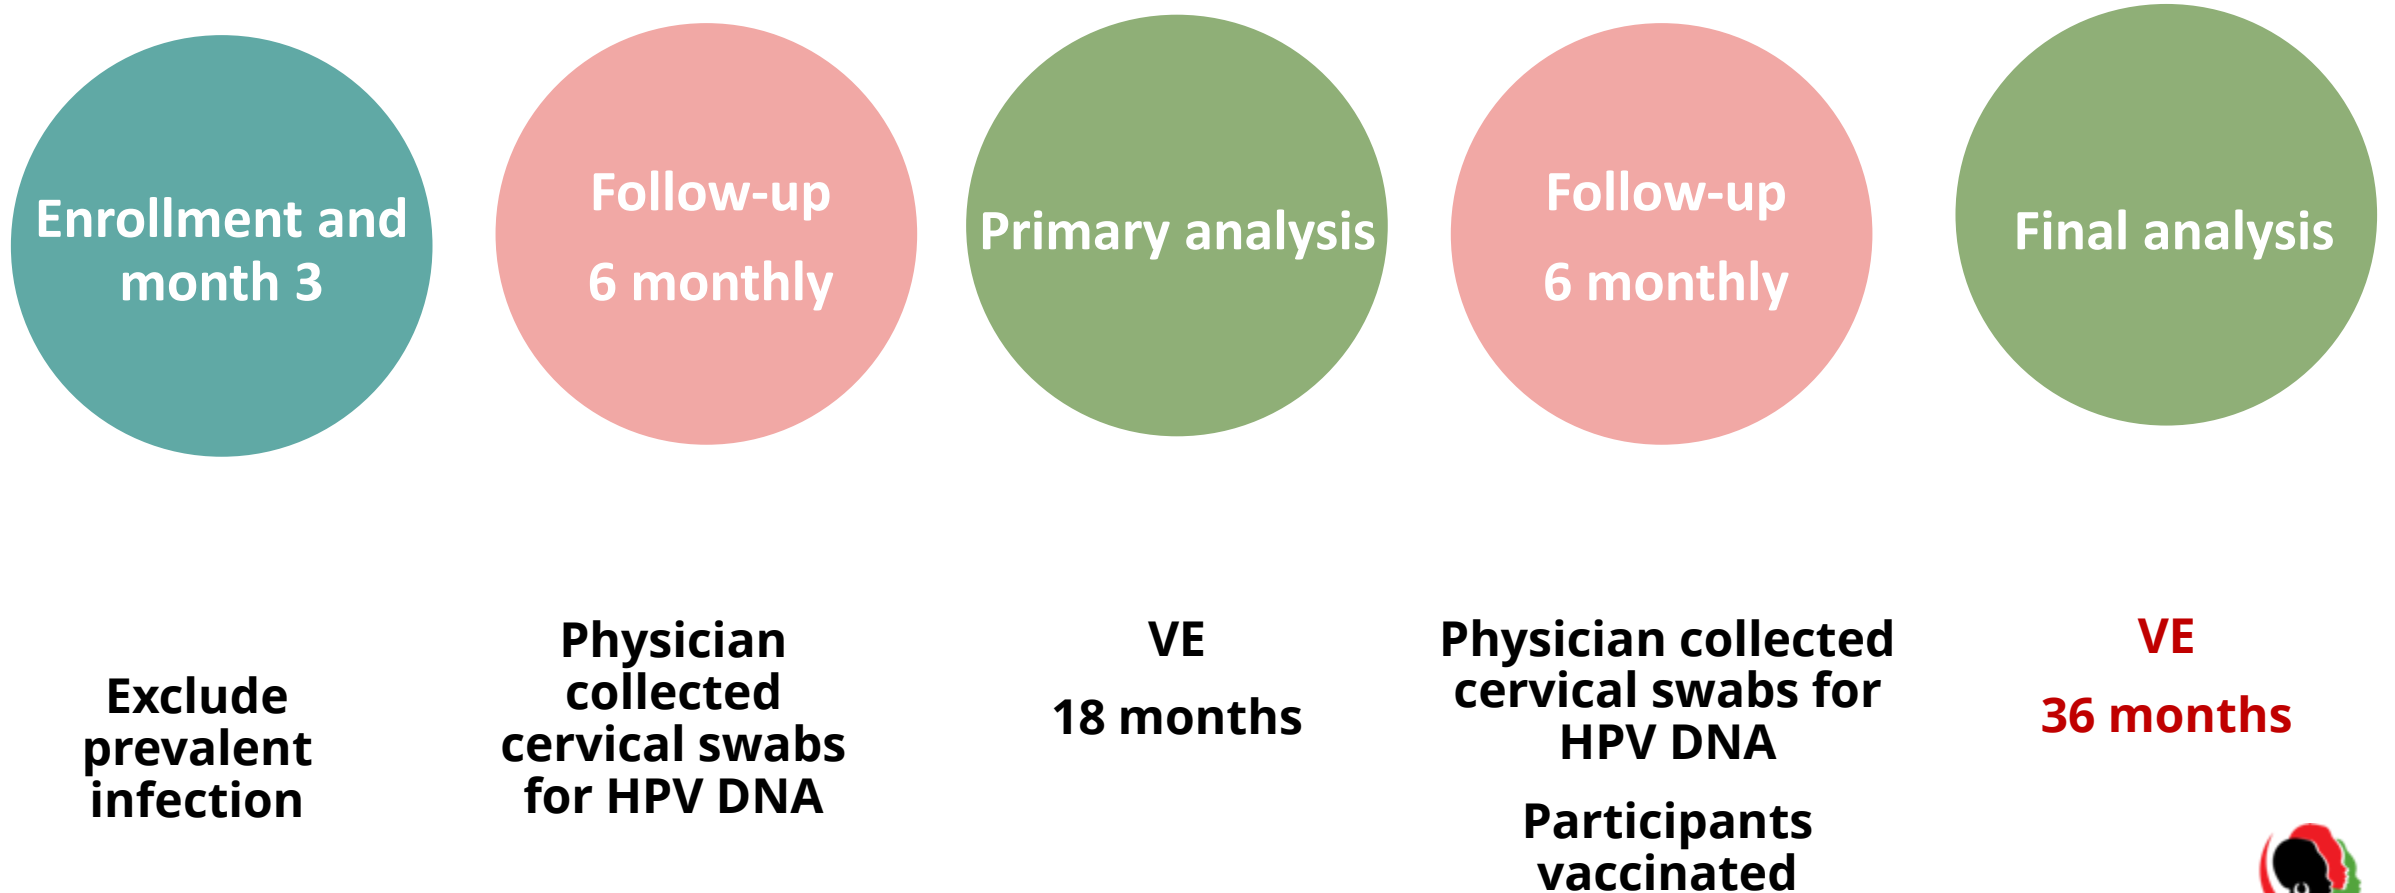 Enrollment and
month 3
Follow-up
6 monthly
Primary analysis
Follow-up
6 monthly
Final analysis
Exclude
prevalent
infection
Physician
collected
cervical swabs
for HPV DNA
VE
18 months
Physician collected
cervical swabs for
HPV DNA
Participants
vaccinated
VE
36 months